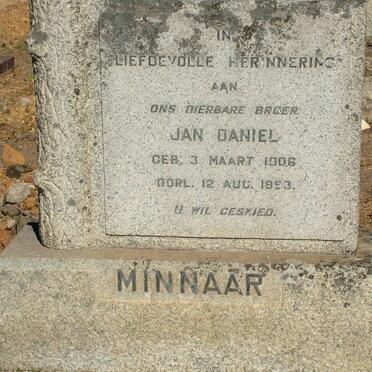 IN
LIEFDEVOLLE HERINNERING
AAN
ONS DIERBARE BROER
JAN DANIEL
GEB. 3 MAART 1906
OORL. 12 AUG. 1953.
U WIL GESKIED.
MINNAAR